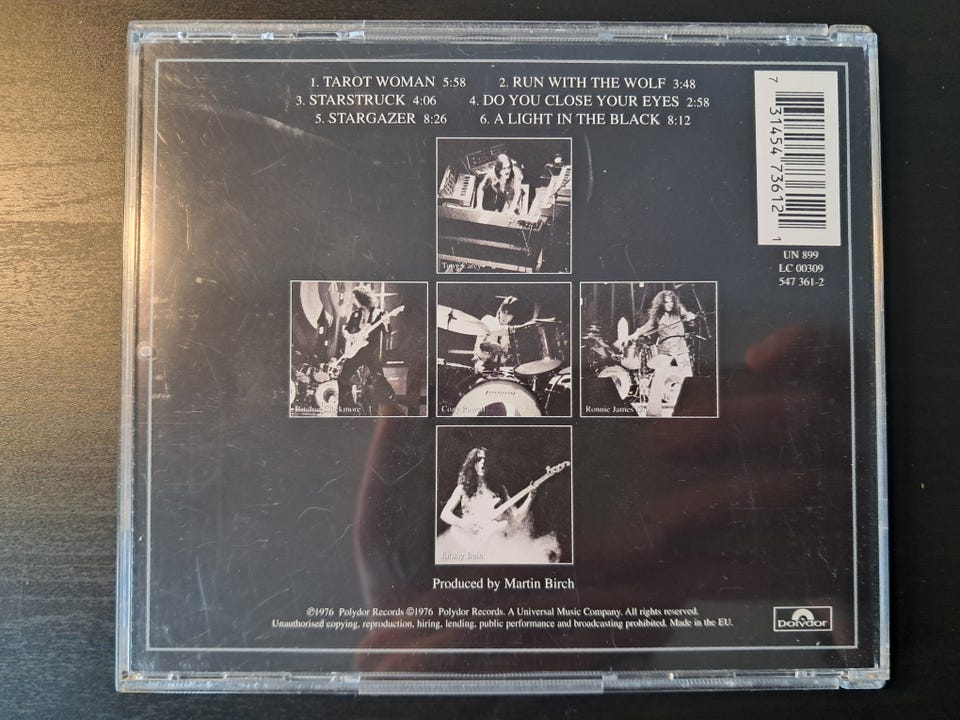 1. TAROT WOMAN 5:58 2. RUN WITH THE WOLF 3:48
3. STARSTRUCK 4:06 4. DO YOU CLOSE YOUR EYES 2:58
5. STARGAZER 8:26 6. A LIGHT IN THE BLACK 8:12
7 31454 73612 1
UN 899
LC 00309
547 361-2
Tony Carey
Ritchie Blackmore
Cozy Powell
Ronnie James
Jimmy Bain
Produced by Martin Birch
℗1976 Polydor Records ©1976 Polydor Records. A Universal Music Company. All rights reserved.
Unauthorised copying, reproduction, hiring, lending, public performance and broadcasting prohibited. Made in the EU.
Polydor